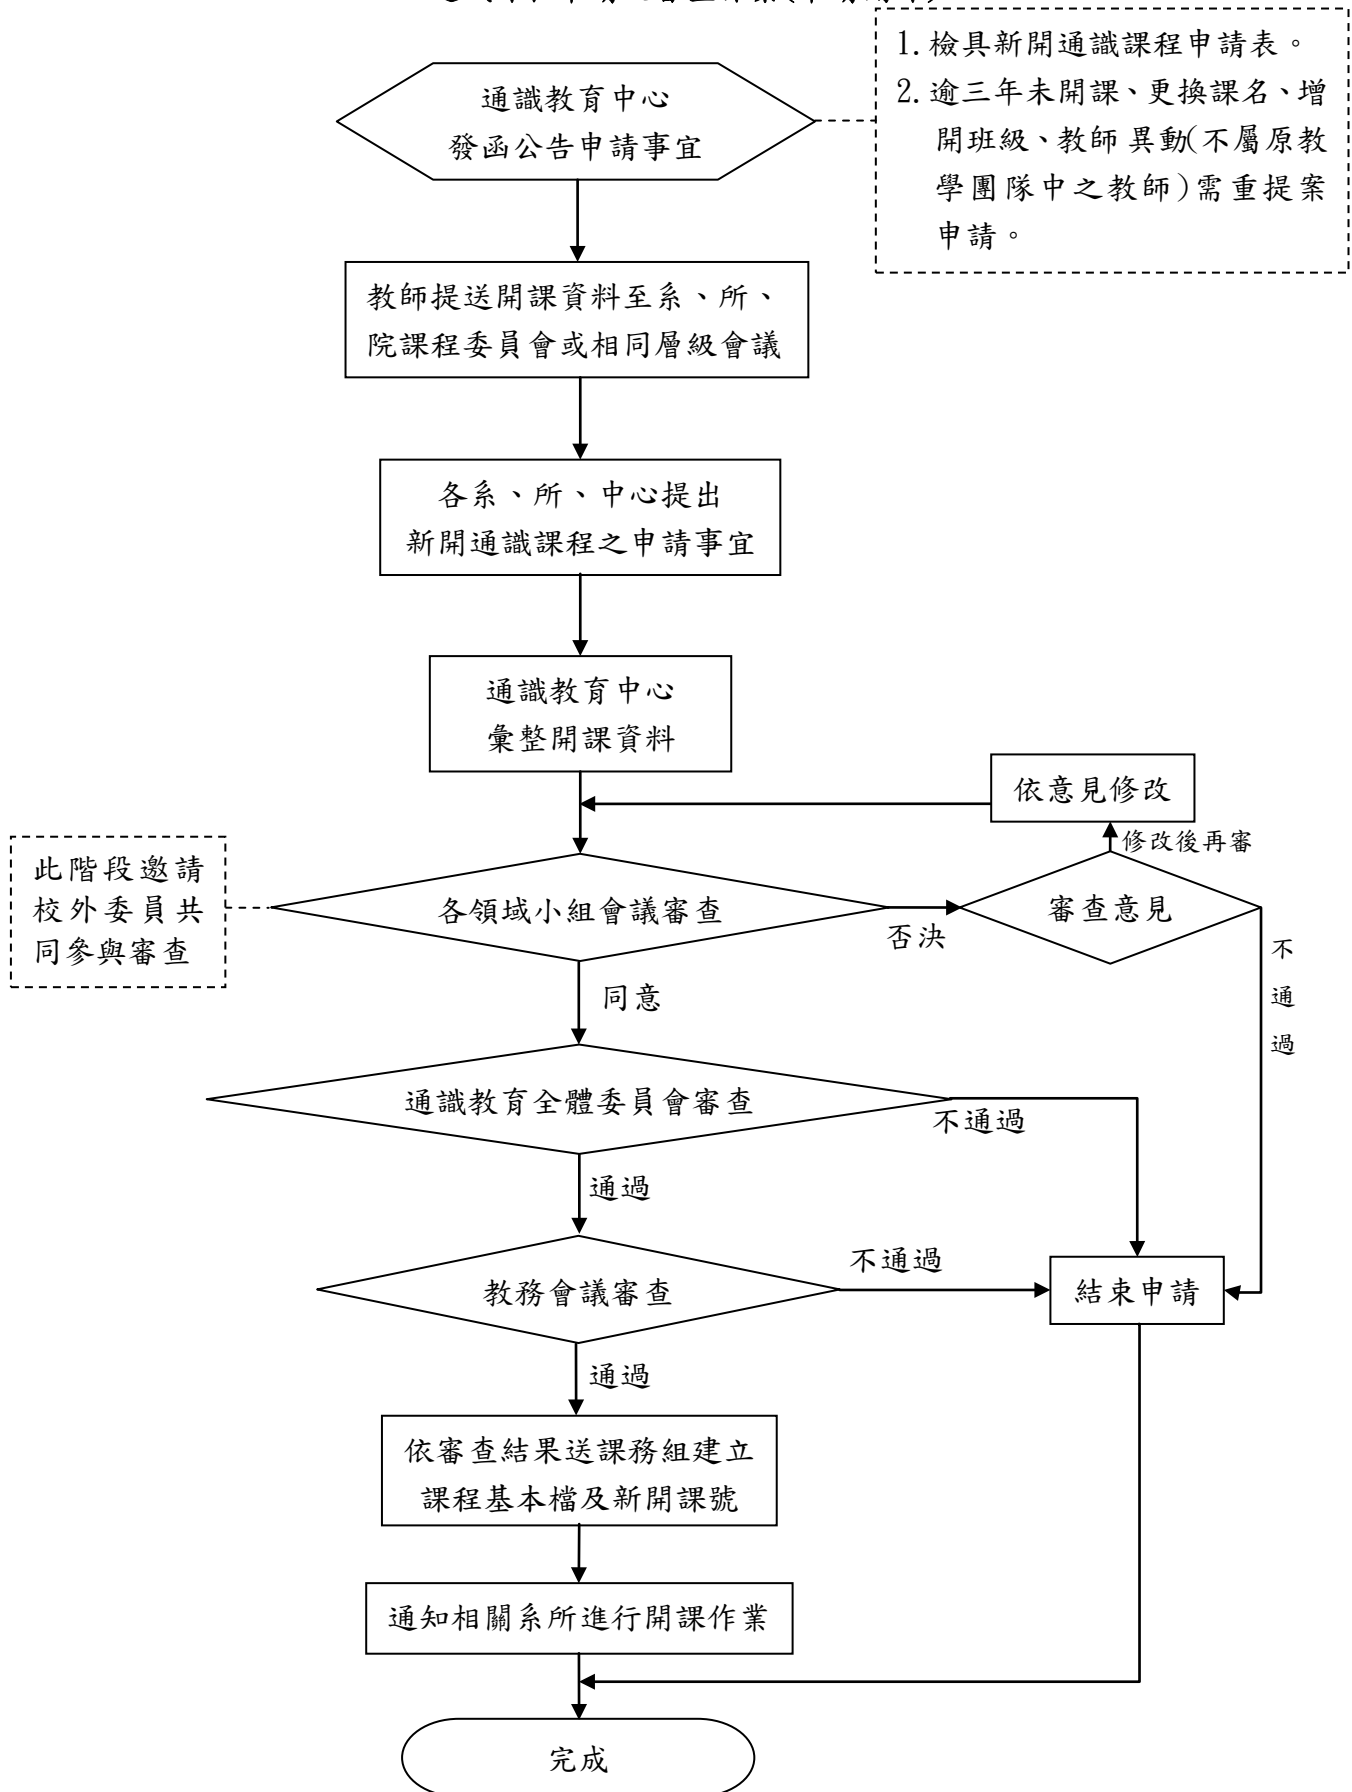 1. 檢具新開通識課程申請表。
2. 逾三年未開課、更換課名、增
開班級、教師異動(不屬原教
學團隊中之教師)需重提案
申請。
通識教育中心
發函公告申請事宜
教師提送開課資料至系、所、
院課程委員會或相同層級會議
各系、所、中心提出
新開通識課程之申請事宜
通識教育中心
彙整開課資料
依意見修改
修改後再審
此階段邀請
校外委員共
同參與審查
各領域小組會議審查
否決
審查意見
不
通
過
同意
通識教育全體委員會審查
不通過
通過
教務會議審查
不通過
結束申請
通過
依審查結果送課務組建立
課程基本檔及新開課號
通知相關系所進行開課作業
完成